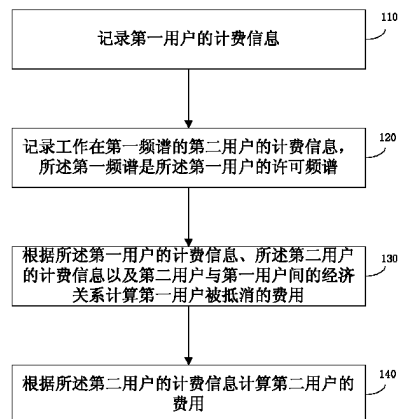 记录第一用户的计费信息
110
记录工作在第一频谱的第二用户的计费信息，
所述第一频谱是所述第一用户的许可频谱
120
根据所述第一用户的计费信息、所述第二用户
的计费信息以及第二用户与第一用户间的经济
关系计算第一用户被抵消的费用
130
根据所述第二用户的计费信息计算第二用户的
费用
140